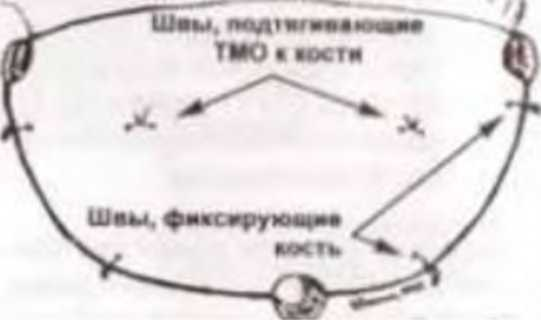 Швы, подтягивающие
ТМО к кости
Швы, фиксирующие
кость